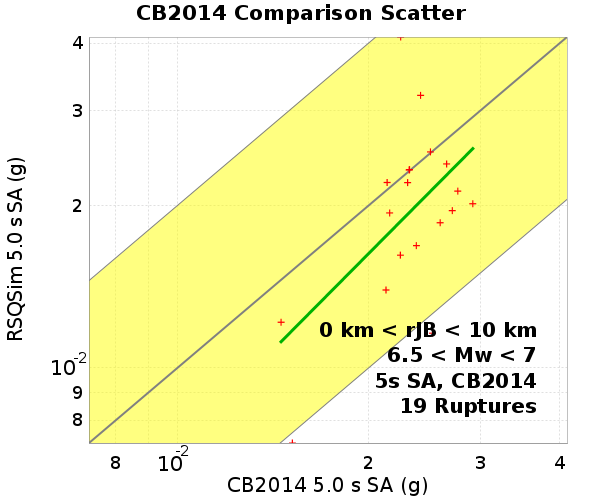 CB2014 Comparison Scatter
RSQSim 5.0 s SA (g)
4
3
2
10-2
9
8
0 km < rJB < 10 km
6.5 < Mw < 7
5s SA, CB2014
19 Ruptures
8
10-2
2
3
4
CB2014 5.0 s SA (g)